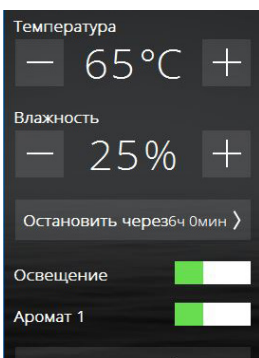 Температура
— 65°C +
Влажность
— 25% +
Остановить через6ч 0мин 〉
Освещение
Аромат 1